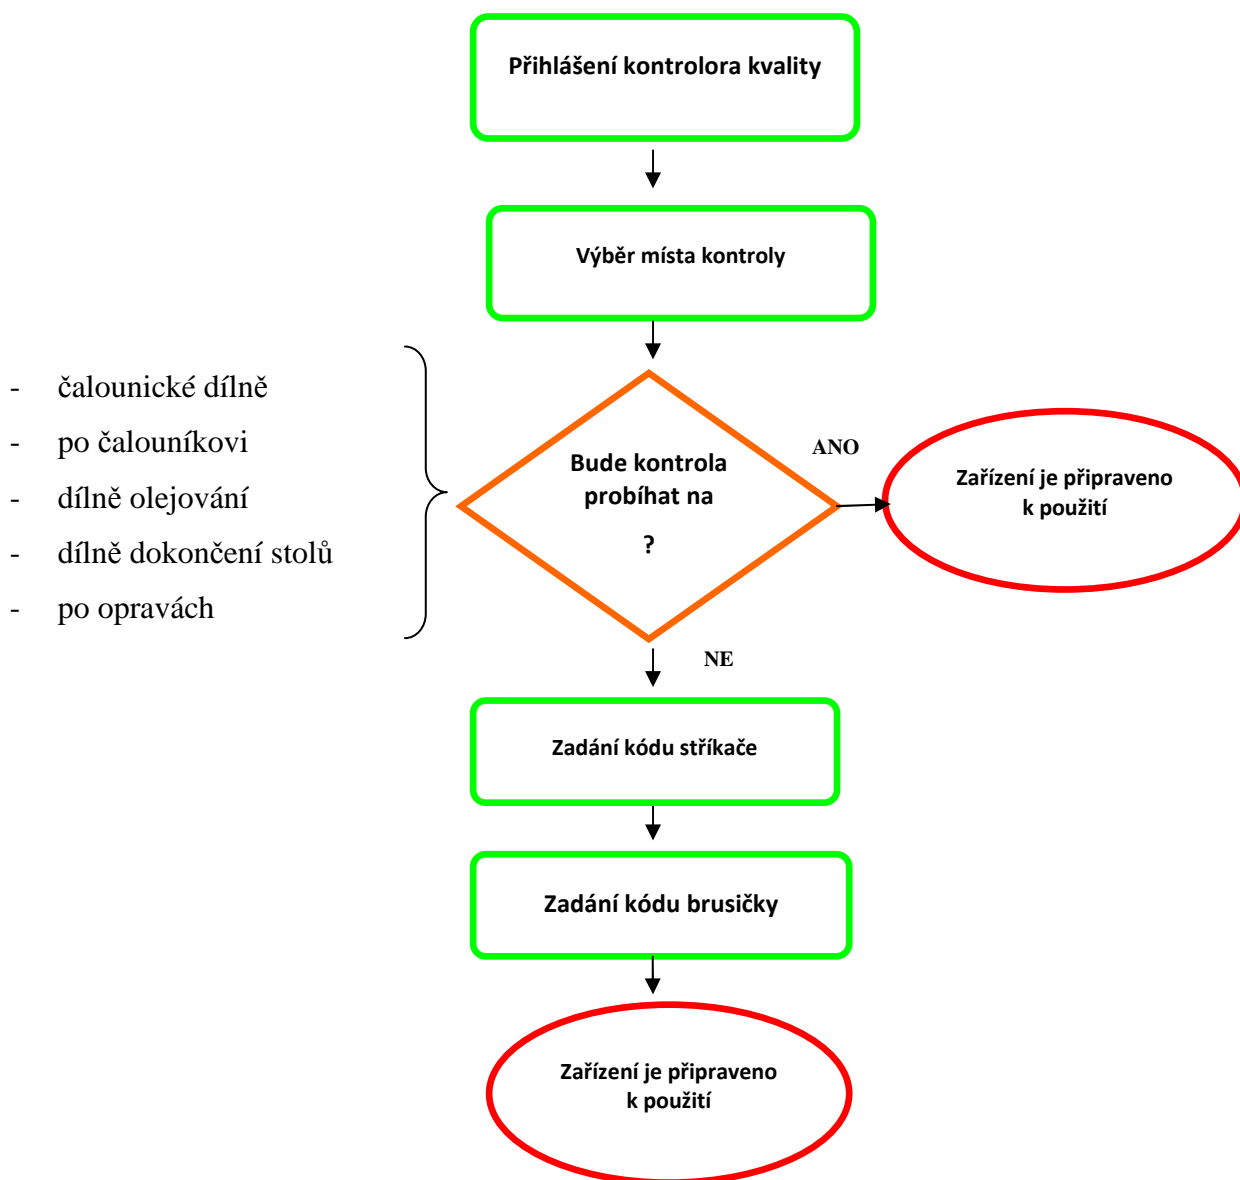 Přihlášení kontrolora kvality
Výběr místa kontroly
- čalounické dílně
- po čalouníkovi
- dílně olejování
- dílně dokončení stolů
- po opravách
Bude kontrola
probíhat na
?
ANO
Zařízení je připraveno
k použití
NE
Zadání kódu stříkače
Zadání kódu brusičky
Zařízení je připraveno
k použití